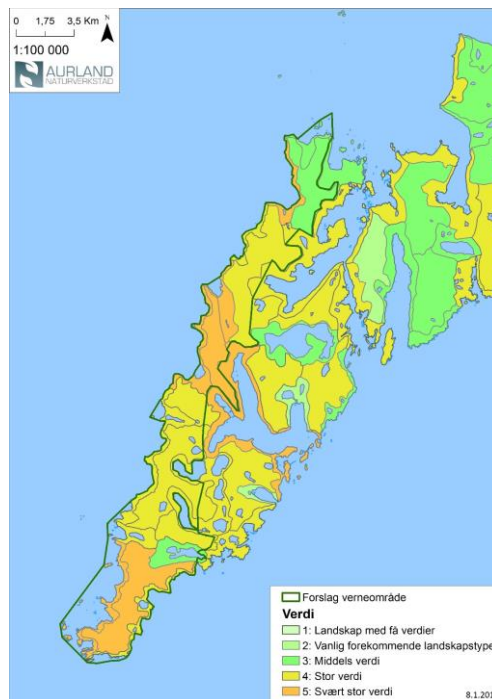 0 1,75 3,5 Km
N
1:100 000
AURLAND
NATURVERKSTAD
Forslag verneområde
Verdi
1: Landskap med få verdier
2: Vanlig forekommende landskapstype
3: Middels verdi
4: Stor verdi
5: Svært stor verdi